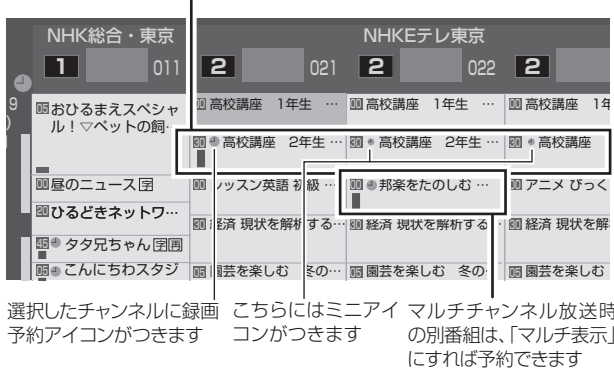 NHK総合・東京
NHKEテレ東京
1 011 2 021 2 022 2
9
05 おひるまえスペシャ
ル！▽ペットの飼…
00 高校講座 1年生 …
00 高校講座 1年生 …
00 高校講座 1年
30 高校講座 2年生 …
30 高校講座 2年生 …
30 高校講座
00 昼のニュース字
00 レッスン英語 初級 …
00 邦楽をたのしむ …
00 アニメ びっく
20 ひるどきネットワ…
30 経済 現状を解析する…
30 経済 現状を解析する…
30 経済 現状を解
45 タタ兄ちゃん字再
05 こんにちわスタジ
05 園芸を楽しむ 冬の…
05 園芸を楽しむ 冬の…
05 園芸を楽しむ
選択したチャンネルに録画
予約アイコンがつきます
こちらにはミニアイ
コンがつきます
マルチチャンネル放送時
の別番組は、「マルチ表示」
にすれば予約できます